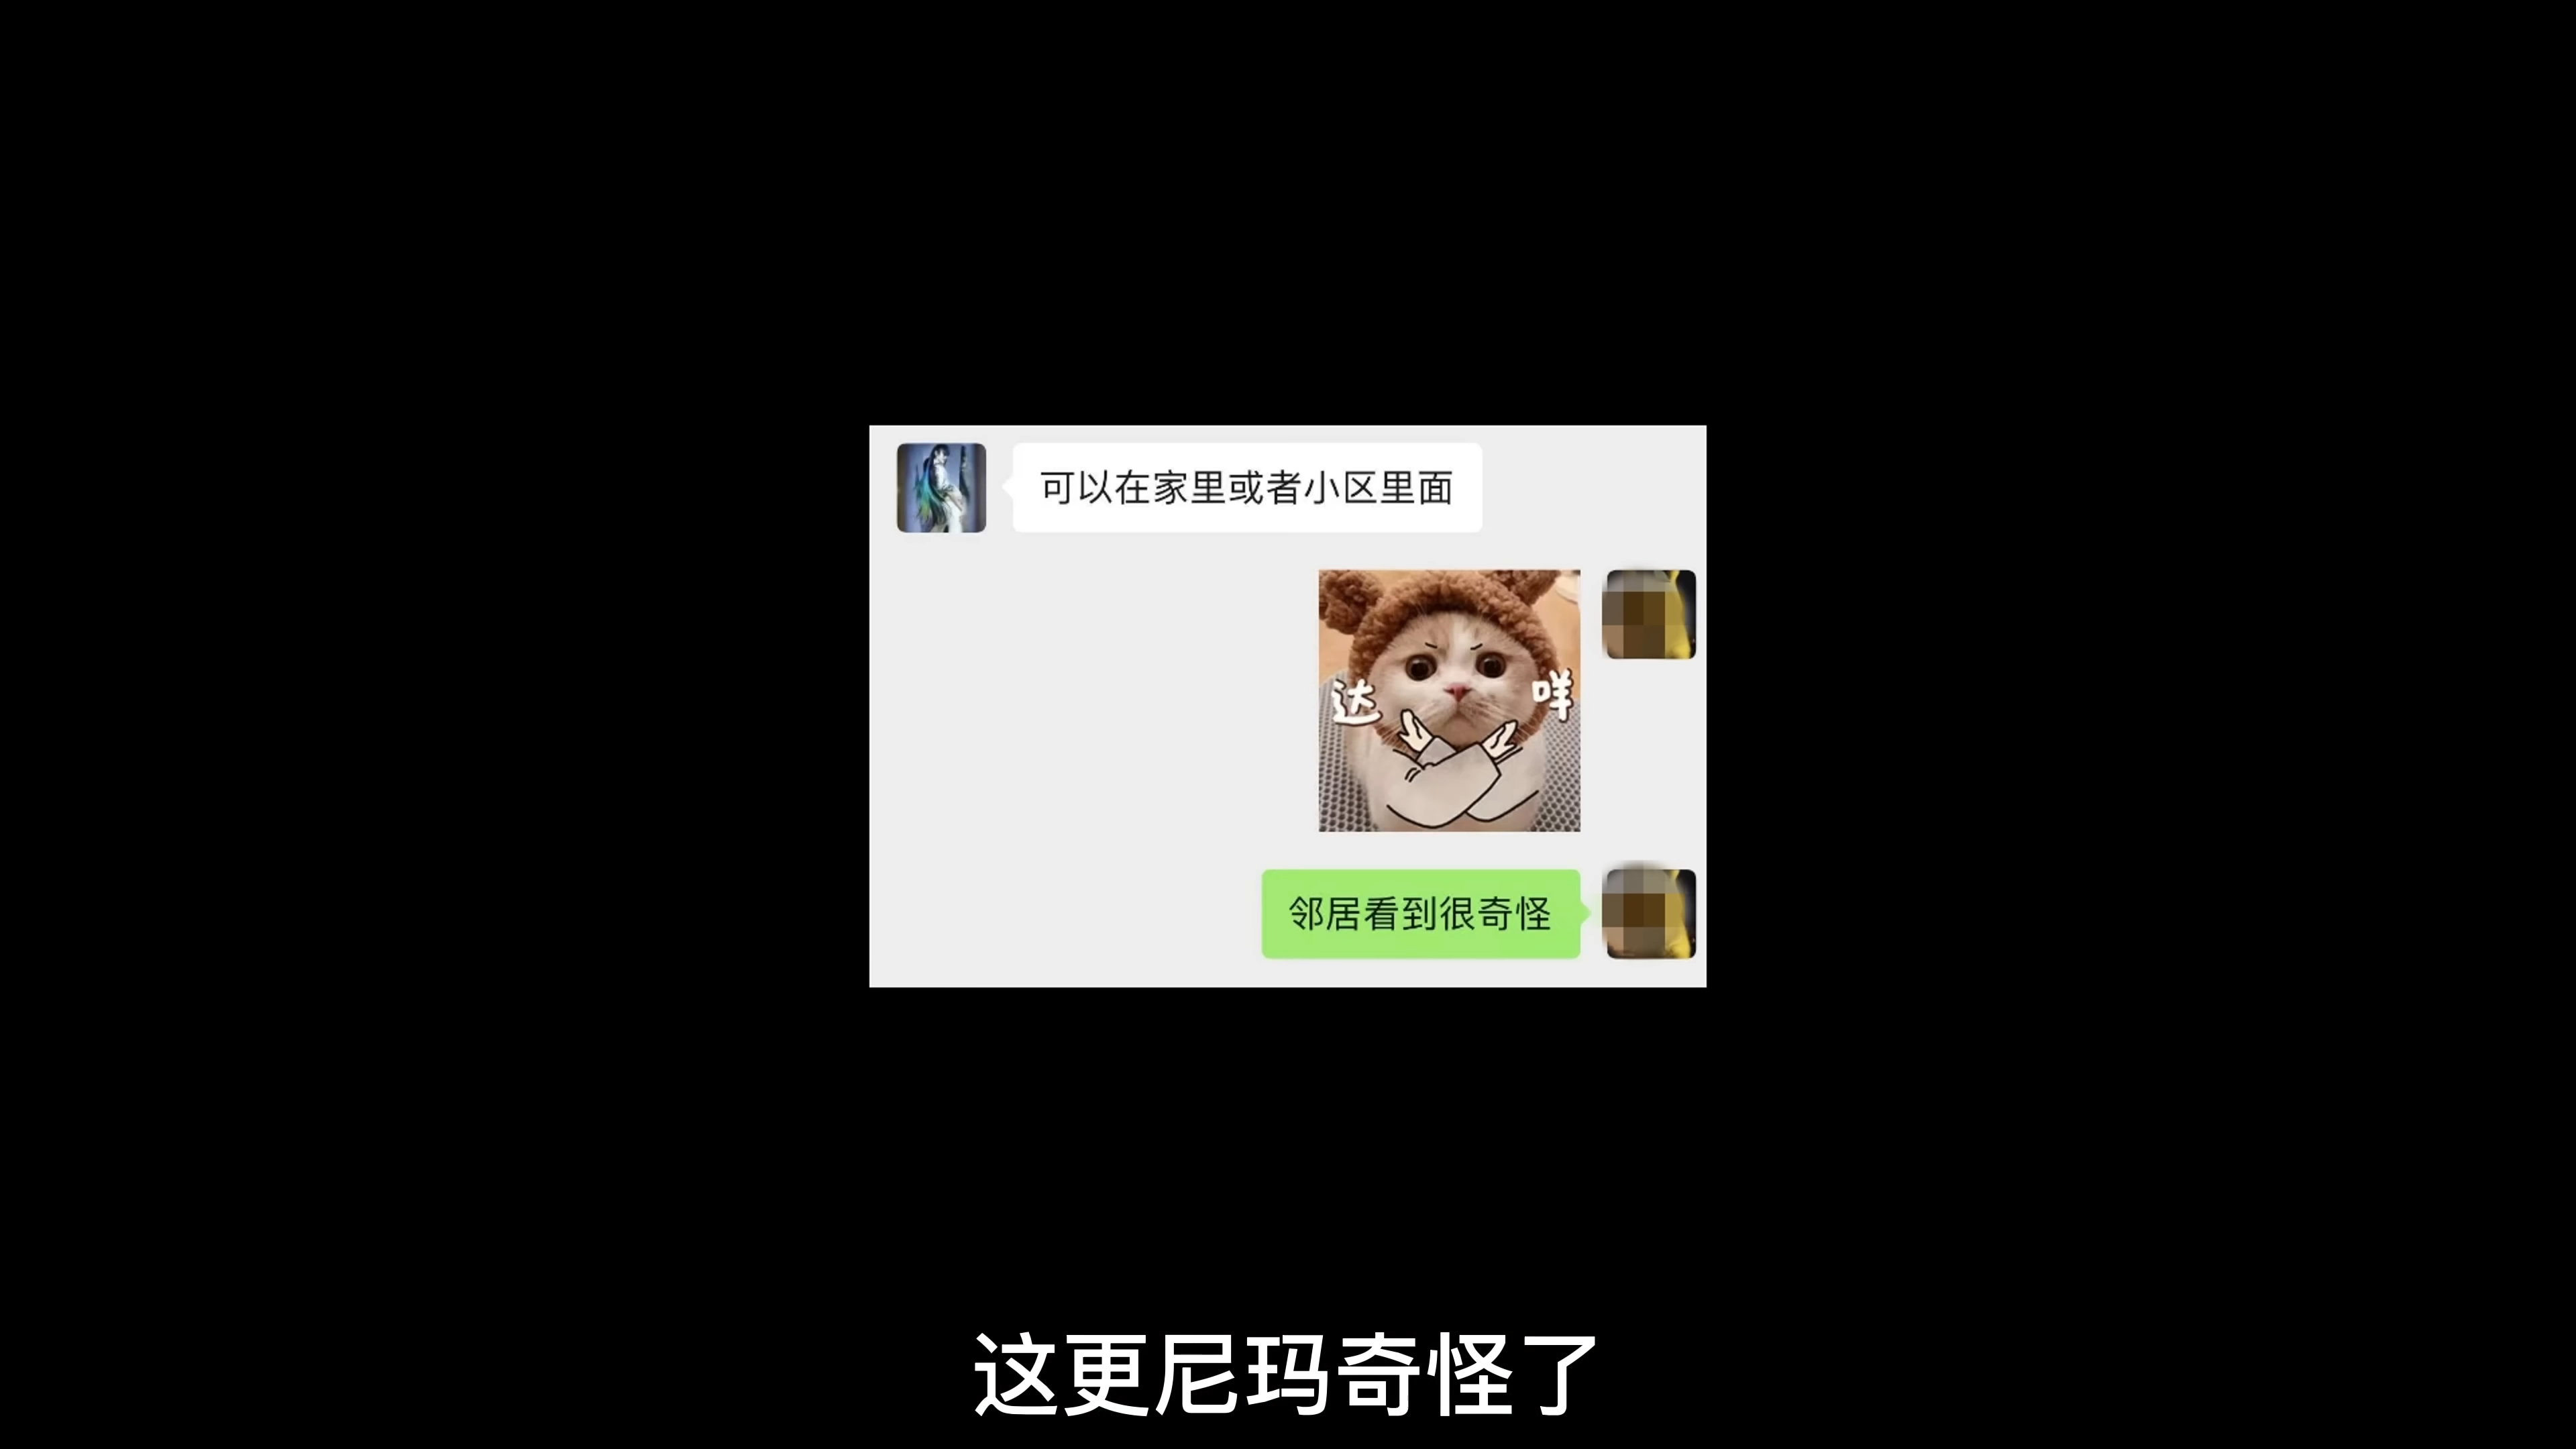 可以在家里或者小区里面
达 咩
邻居看到很奇怪
这更尼玛奇怪了